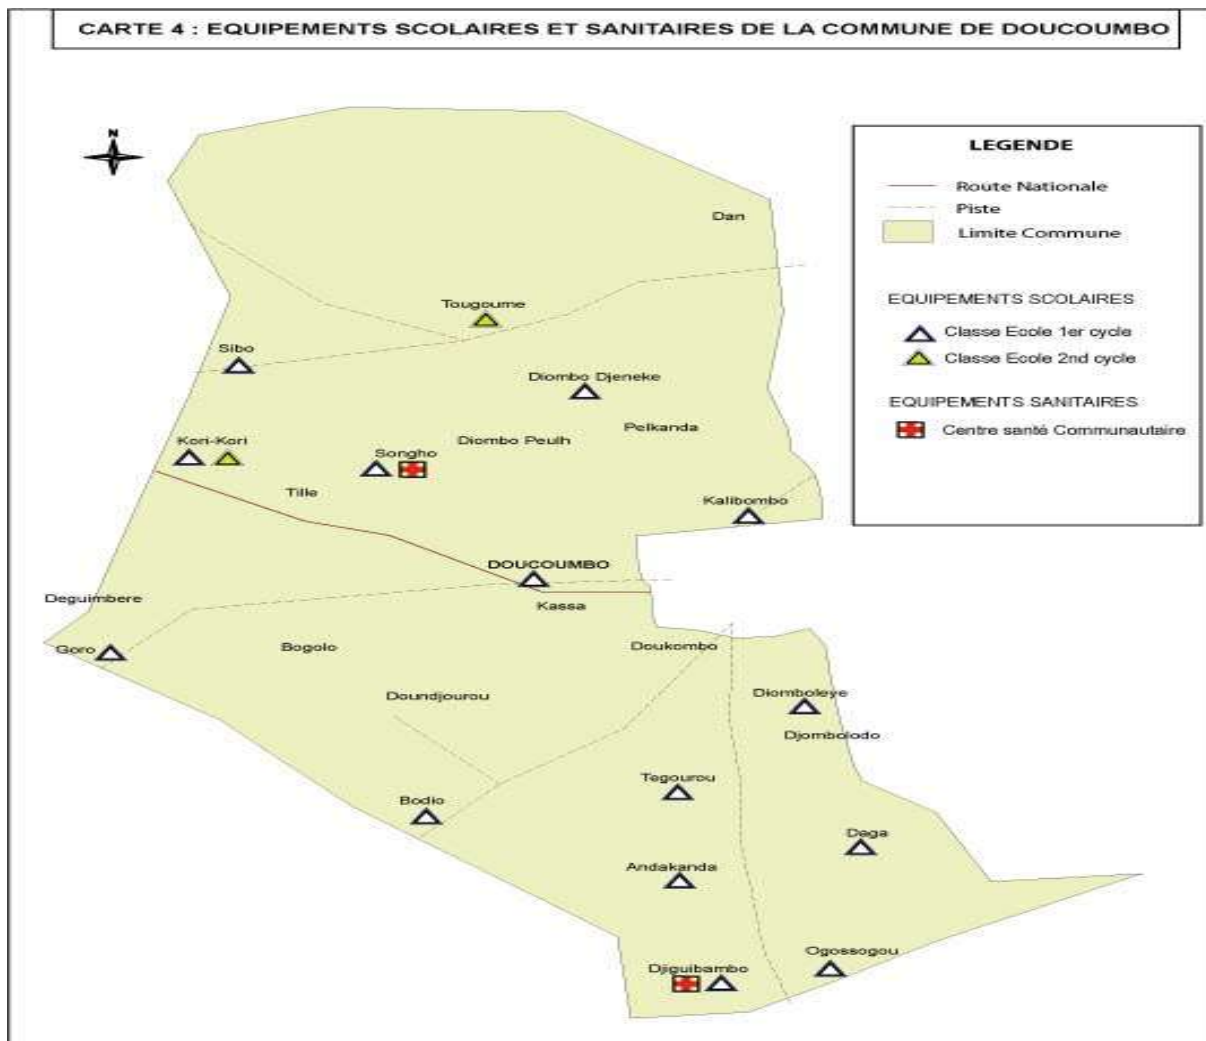 CARTE 4 : EQUIPEMENTS SCOLAIRES ET SANITAIRES DE LA COMMUNE DE DOUCOUMBO
N
LEGENDE
Route Nationale
Piste
Limite Commune
EQUIPEMENTS SCOLAIRES
Classe Ecole 1er cycle
Classe Ecole 2nd cycle
EQUIPEMENTS SANITAIRES
Centre santé Communautaire
Dan
Tougoume
Sibo
Diombo Djeneke
Pelkanda
Kori-Kori
Diombo Peulh
Songho
Tille
Kalibombo
DOUCOUMBO
Kassa
Deguimbere
Goro
Bogolo
Doukombo
Doundjourou
Diomboleye
Djombolodo
Tegourou
Bodio
Daga
Andakanda
Ogossogou
Djiguibambo